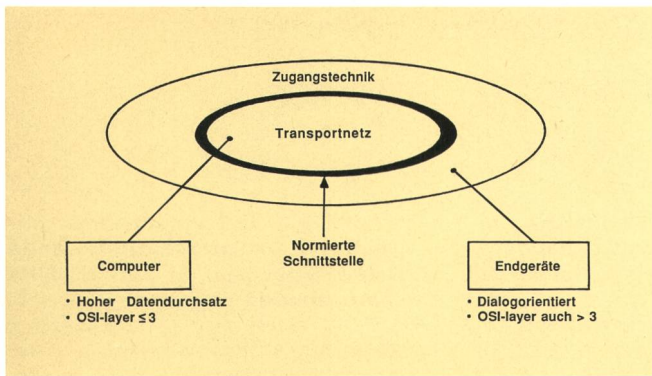 Zugangstechnik
Transportnetz
Normierte
Schnittstelle
Computer
• Hoher Datendurchsatz
• OSI-layer ≤ 3
Endgeräte
• Dialogorientiert
• OSI-layer auch > 3